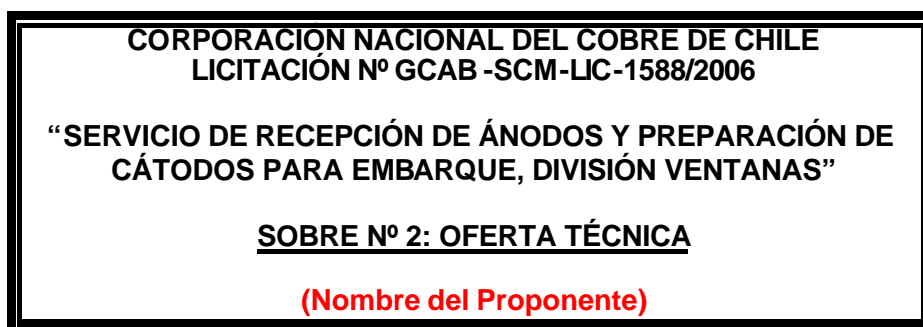 CORPORACIÓN NACIONAL DEL COBRE DE CHILE
LICITACIÓN Nº GCAB -SCM-LIC-1588/2006
“SERVICIO DE RECEPCIÓN DE ÁNODOS Y PREPARACIÓN DE
CÁTODOS PARA EMBARQUE, DIVISIÓN VENTANAS”
SOBRE Nº 2: OFERTA TÉCNICA
(Nombre del Proponente)